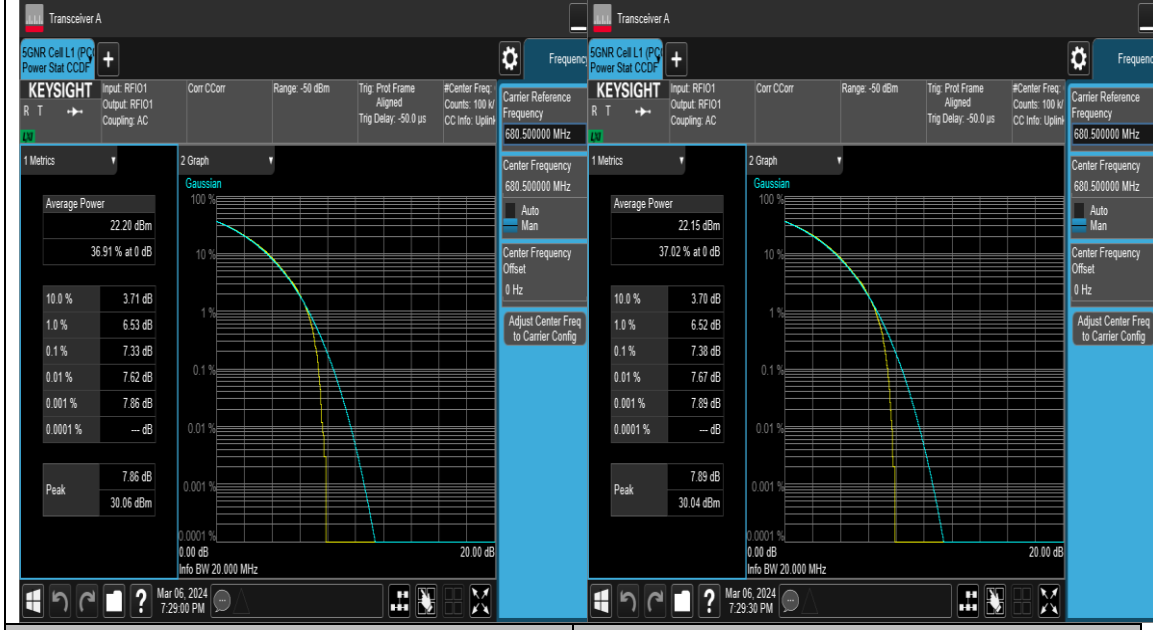 Transceiver A
5GNR Cell L1 (PC
Power Stat CCDF
+
Frequenc
KEYSIGHT
R T
LXI
Input: RFIO1
Output: RFIO1
Coupling: AC
Corr CCorr
Range: -50 dBm
Trig: Prot Frame
Aligned
Trig Delay: -50.0 µs
#Center Freq:
Counts: 100 k/
CC Info: Uplink
Carrier Reference
Frequency
680.500000 MHz
Center Frequency
680.500000 MHz
Auto
Man
Center Frequency
Offset
0 Hz
Adjust Center Freq
to Carrier Config
1 Metrics
Average Power
22.20 dBm
36.91 % at 0 dB
10.0 % 3.71 dB
1.0 % 6.53 dB
0.1 % 7.33 dB
0.01 % 7.62 dB
0.001 % 7.86 dB
0.0001 % --- dB
Peak
7.86 dB
30.06 dBm
2 Graph
Gaussian
100 %
10 %
1 %
0.1 %
0.01 %
0.001 %
0.0001 %
0.00 dB 20.00 dB
Info BW 20.000 MHz
?
Mar 06, 2024
7:29:00 PM
Transceiver A
5GNR Cell L1 (PC
Power Stat CCDF
+
Frequenc
KEYSIGHT
R T
LXI
Input: RFIO1
Output: RFIO1
Coupling: AC
Corr CCorr
Range: -50 dBm
Trig: Prot Frame
Aligned
Trig Delay: -50.0 µs
#Center Freq:
Counts: 100 k/
CC Info: Uplink
Carrier Reference
Frequency
680.500000 MHz
Center Frequency
680.500000 MHz
Auto
Man
Center Frequency
Offset
0 Hz
Adjust Center Freq
to Carrier Config
1 Metrics
Average Power
22.15 dBm
37.02 % at 0 dB
10.0 % 3.70 dB
1.0 % 6.52 dB
0.1 % 7.38 dB
0.01 % 7.67 dB
0.001 % 7.89 dB
0.0001 % --- dB
Peak
7.89 dB
30.04 dBm
2 Graph
Gaussian
100 %
10 %
1 %
0.1 %
0.01 %
0.001 %
0.0001 %
0.00 dB 20.00 dB
Info BW 20.000 MHz
?
Mar 06, 2024
7:29:30 PM